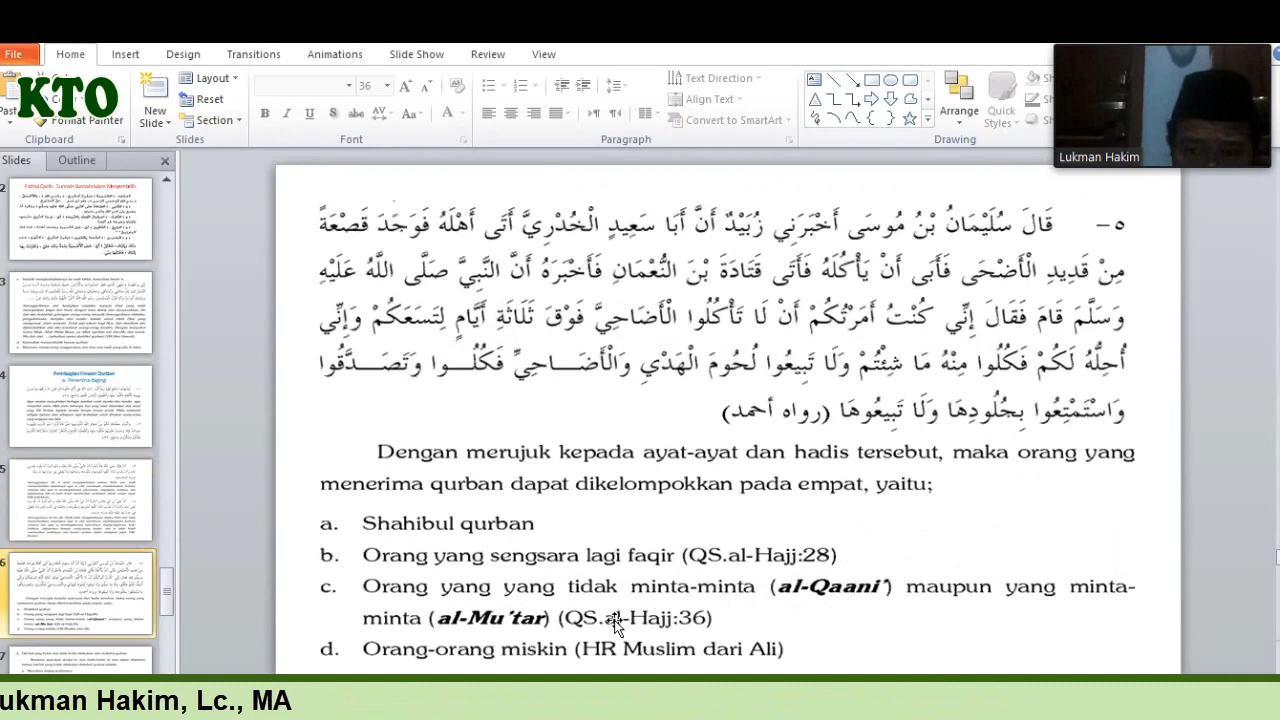 File Home Insert Design Transitions Animations Slide Show Review View
KTO
Format Painter
Clipboard
New Slide
Layout
Reset
Section
Slides
36
Font
Text Direction
Align Text
Convert to SmartArt
Paragraph
Arrange
Quick Styles
Drawing
Lukman Hakim
Slides Outline
٥ – قَالَ سُلَيْمَانُ بْنُ مُوسَى أَخْبَرَنِي زُبَيْدٌ أَنَّ أَبَا سَعِيدٍ الْخُدْرِيَّ أَتَى أَهْلَهُ فَوَجَدَ قَصْعَةً
مِنْ قَدِيدِ الْأَضْحَى فَأَبَى أَنْ يَأْكُلَهُ فَأَتَى قَتَادَةَ بْنَ النُّعْمَانِ فَأَخْبَرَهُ أَنَّ النَّبِيَّ صَلَّى اللَّهُ عَلَيْهِ
وَسَلَّمَ قَامَ فَقَالَ إِنِّي كُنْتُ أَمَرْتُكُمْ أَنْ لَا تَأْكُلُوا الْأَضَاحِيَّ فَوْقَ ثَلَاثَةِ أَيَّامٍ لِتَسَعَكُمْ وَإِنِّي
أُحِلُّهُ لَكُمْ فَكُلُوا مِنْهُ مَا شِئْتُمْ وَلَا تَبِيعُوا لُحُومَ الْهَدْيِ وَالْأَضَاحِيِّ فَكُلُوا وَتَصَدَّقُوا
وَاسْتَمْتِعُوا بِجُلُودِهَا وَلَا تَبِيعُوهَا (رواه أحمد)
Dengan merujuk kepada ayat-ayat dan hadis tersebut, maka orang yang
menerima qurban dapat dikelompokkan pada empat, yaitu;
a. Shahibul qurban
b. Orang yang sengsara lagi faqir (QS.al-Hajj:28)
c. Orang yang yang tidak minta-minta (al-Qaani') maupun yang minta-
minta (al-Mu tar) (QS.al-Hajj:36)
d. Orang-orang miskin (HR Muslim dari Ali)
ukman Hakim, Lc., MA